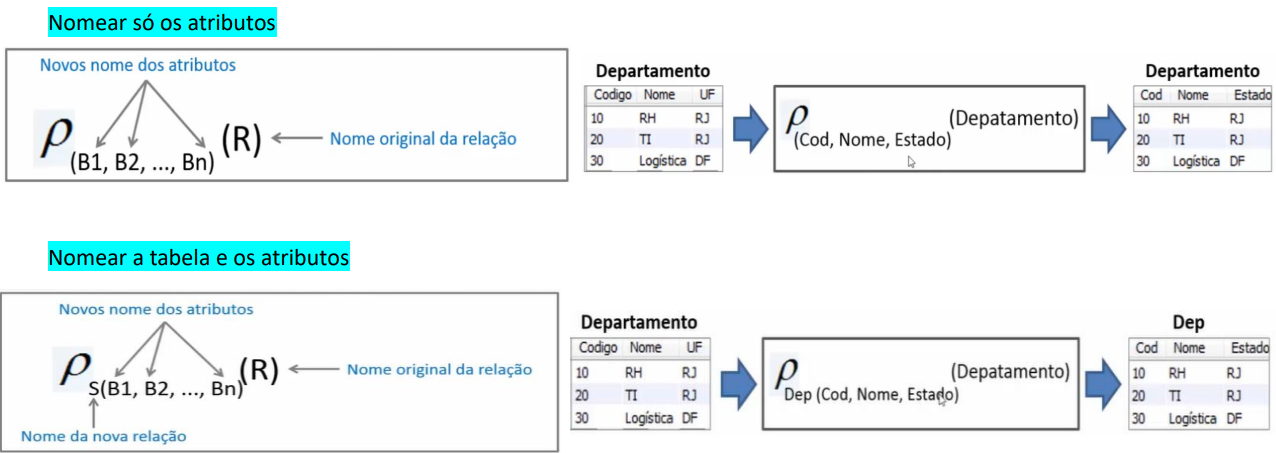 Nomear só os atributos
Novos nome dos atributos
ρ (B1, B2, ..., Bn) (R)
Nome original da relação
Departamento
Codigo Nome UF
10 RH RJ
20 TI RJ
30 Logística DF
ρ (Cod, Nome, Estado) (Depatamento)
Departamento
Cod Nome Estado
10 RH RJ
20 TI RJ
30 Logística DF
Nomear a tabela e os atributos
Novos nome dos atributos
ρ S(B1, B2, ..., Bn) (R)
Nome original da relação
Nome da nova relação
Departamento
Codigo Nome UF
10 RH RJ
20 TI RJ
30 Logística DF
ρ Dep (Cod, Nome, Estado) (Depatamento)
Dep
Cod Nome Estado
10 RH RJ
20 TI RJ
30 Logística DF